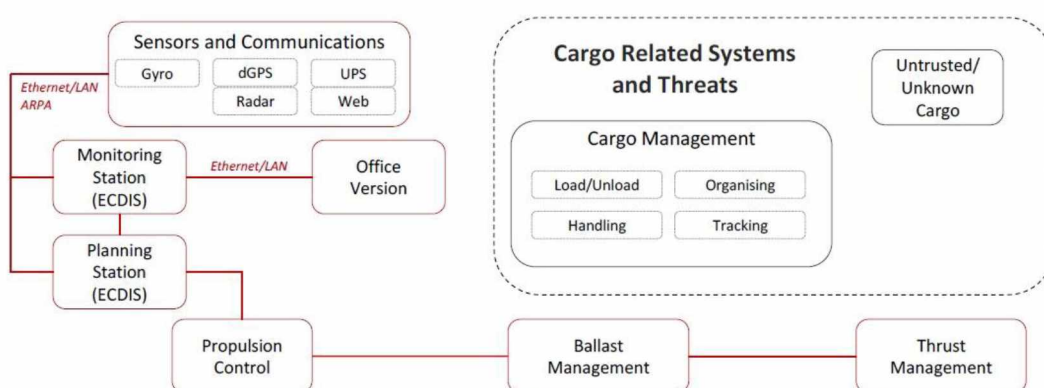 Sensors and Communications
Gyro
dGPS
UPS
Radar
Web
Ethernet/LAN
ARPA
Monitoring
Station
(ECDIS)
Ethernet/LAN
Office
Version
Planning
Station
(ECDIS)
Cargo Related Systems
and Threats
Untrusted/
Unknown
Cargo
Cargo Management
Load/Unload
Organising
Handling
Tracking
Propulsion
Control
Ballast
Management
Thrust
Management